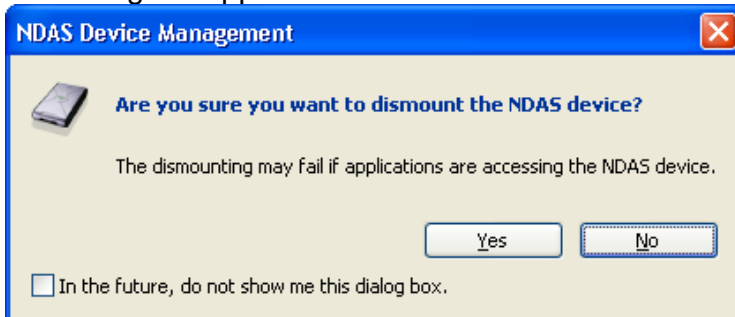 NDAS Device Management
Are you sure you want to dismount the NDAS device?
The dismounting may fail if applications are accessing the NDAS device.
Yes No
In the future, do not show me this dialog box.